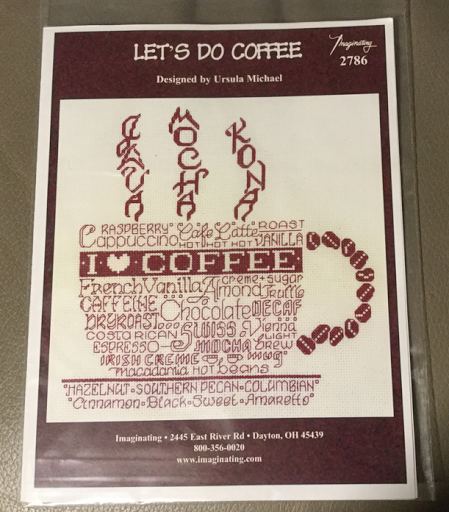 LET'S DO COFFEE
Imaginating
2786
Designed by Ursula Michael
JAVA MOCHA KONA
RASPBERRY Cafe Latte ROAST
Cappuccino HOT HOT HOT VANILLA
I ♥ COFFEE
French Vanilla Almond creme + sugar
Truffle
CAFFEINE Chocolate DECAF
DRYROAST SWISS Vienna
COSTA RICAN LIGHT
ESPRESSO MOCHA BREW
IRISH CREME mug
macadamia HOT beans
"HAZELNUT SOUTHERN PECAN COLUMBIAN"
"Cinnamon Black Sweet Amaretto"
Imaginating • 2445 East River Rd • Dayton, OH 45439
800-356-0020
www.imaginating.com